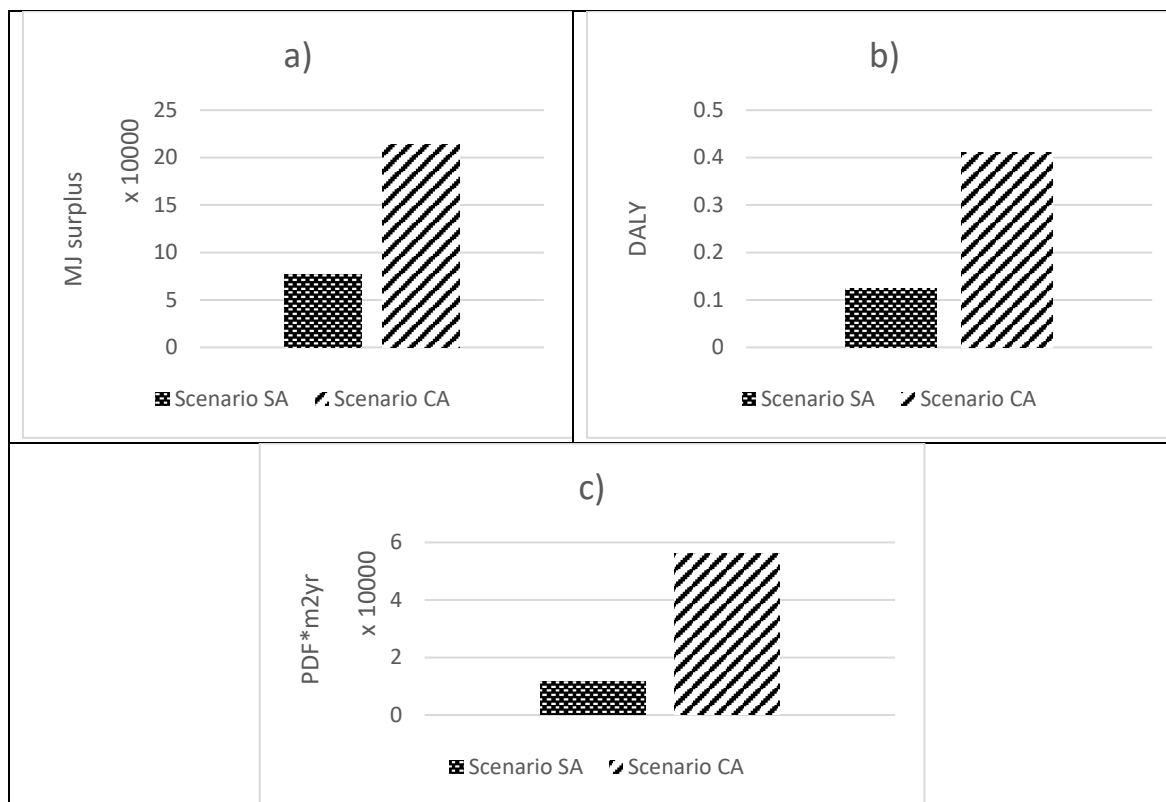 a)
MJ surplus
x 10000
25
20
15
10
5
0
Scenario SA Scenario CA
b)
DALY
0.5
0.4
0.3
0.2
0.1
0
Scenario SA Scenario CA
c)
PDF*m2yr
x 10000
6
4
2
0
Scenario SA Scenario CA